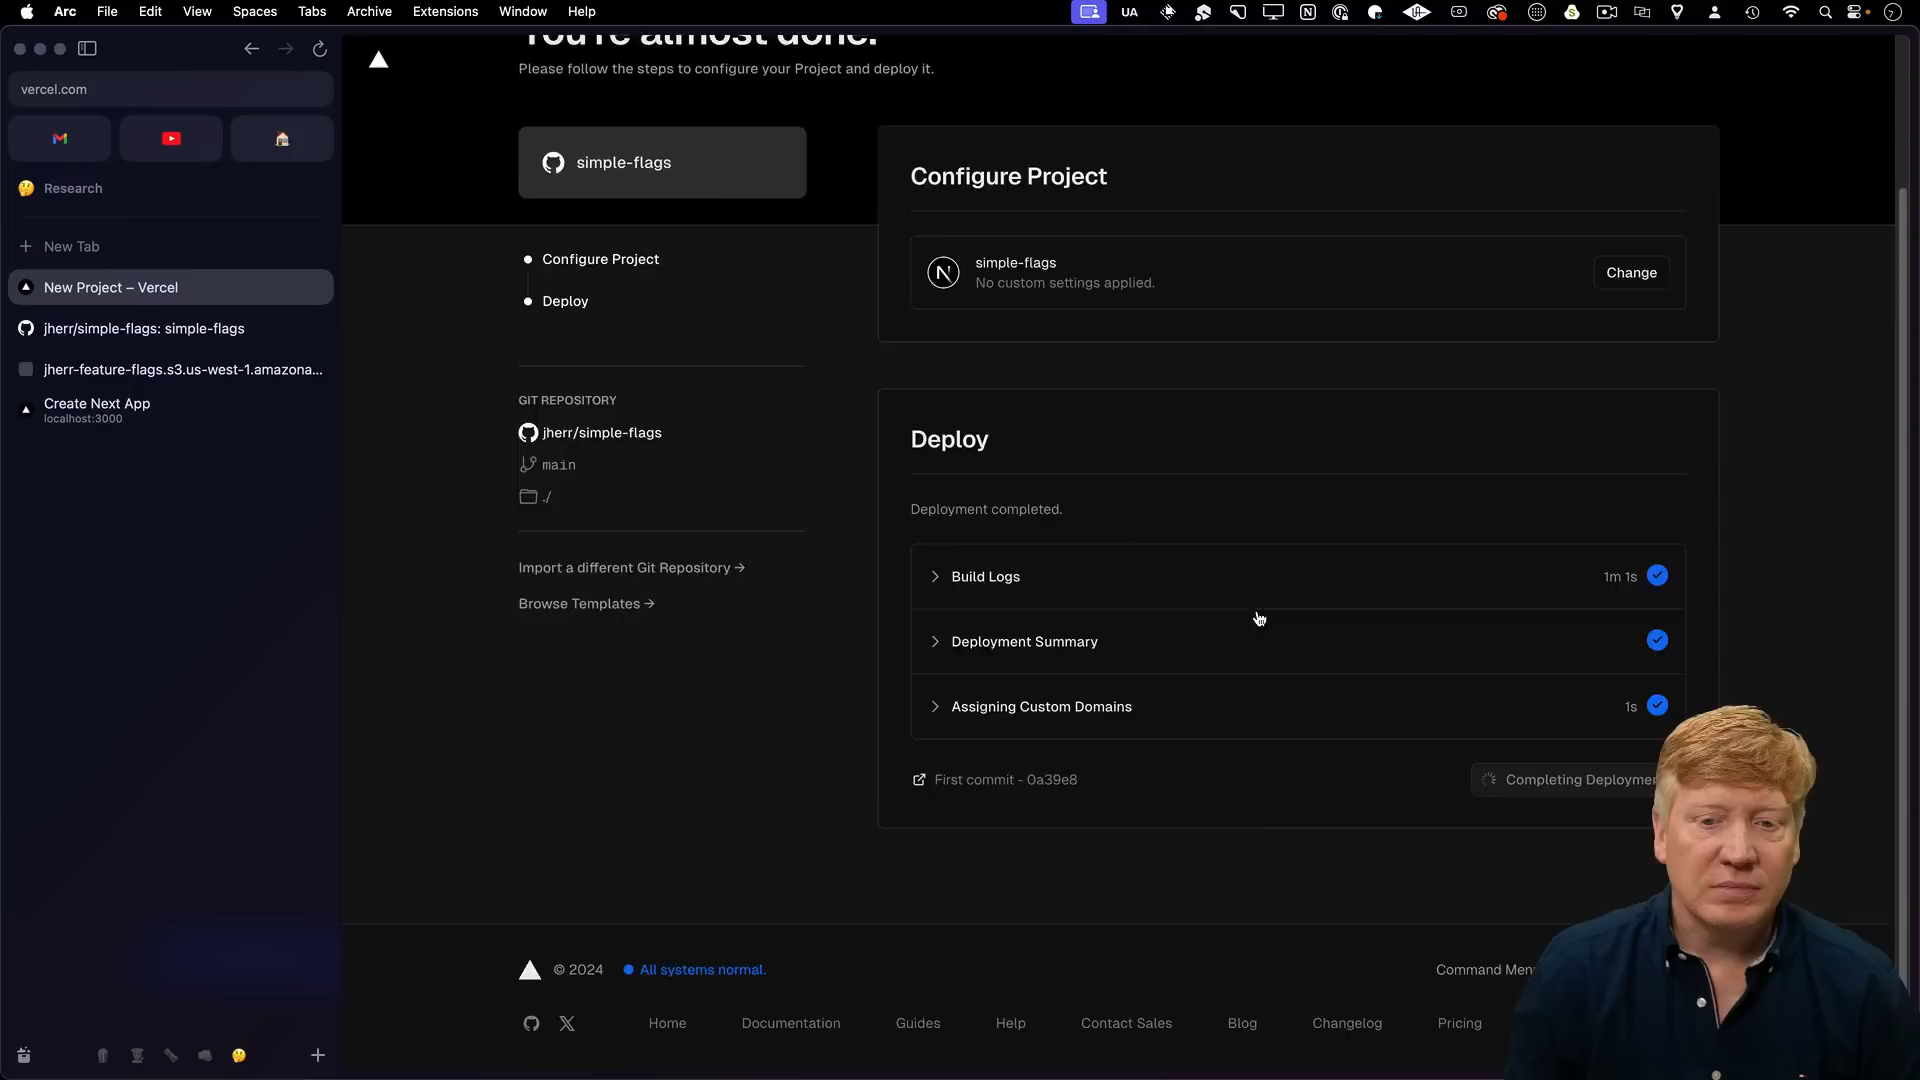 Arc File Edit View Spaces Tabs Archive Extensions Window Help
UA
vercel.com
Research
New Tab
New Project – Vercel
jherr/simple-flags: simple-flags
jherr-feature-flags.s3.us-west-1.amazona...
Create Next App
localhost:3000
You're almost done.
Please follow the steps to configure your Project and deploy it.
simple-flags
Configure Project
Deploy
GIT REPOSITORY
jherr/simple-flags
main
./
Import a different Git Repository →
Browse Templates →
Configure Project
simple-flags
No custom settings applied.
Change
Deploy
Deployment completed.
Build Logs 1m 1s
Deployment Summary
Assigning Custom Domains 1s
First commit - 0a39e8
Completing Deploymen
© 2024 All systems normal. Command Men
Home Documentation Guides Help Contact Sales Blog Changelog Pricing